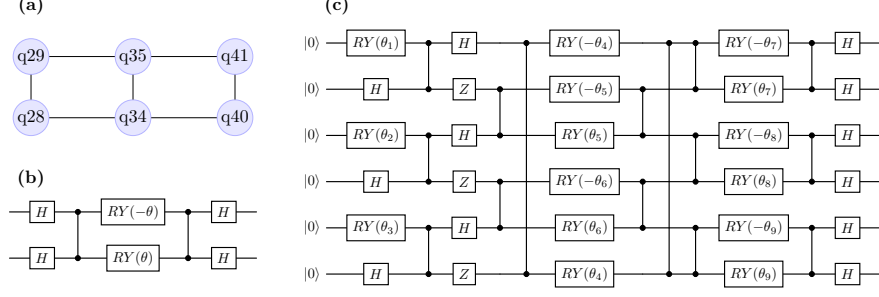 (a)
q29 q35 q41
q28 q34 q40
(b)
H RY(−θ) H
H RY(θ) H
(c)
|0⟩ RY(θ₁) H RY(−θ₄) RY(−θ₇) H
|0⟩ H Z RY(−θ₅) RY(θ₇) H
|0⟩ RY(θ₂) H RY(θ₅) RY(−θ₈) H
|0⟩ H Z RY(−θ₆) RY(θ₈) H
|0⟩ RY(θ₃) H RY(θ₆) RY(−θ₉) H
|0⟩ H Z RY(θ₄) RY(θ₉) H